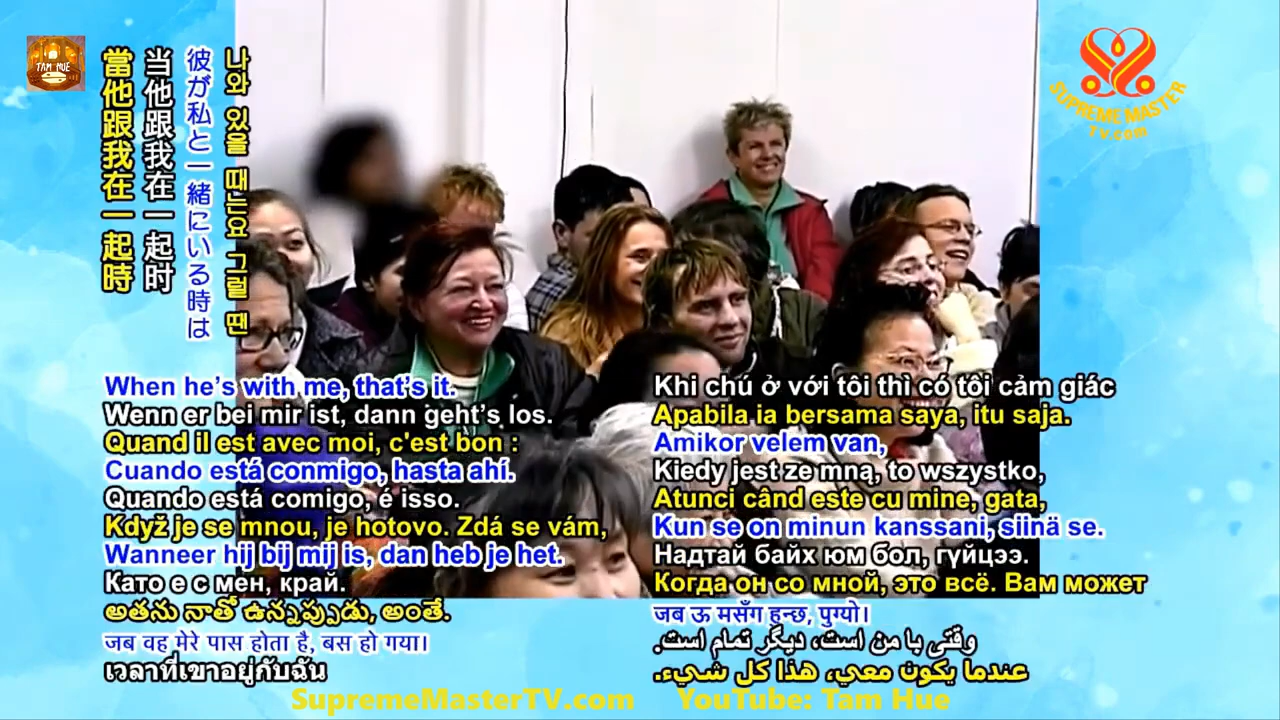 TAM HUE
當他跟我在一起時
当他跟我在一起时
彼が私と一緒にいる時は
나와 있을 때는요 그럴 땐
SUPREME MASTER
TV.com
When he's with me, that's it.
Wenn er bei mir ist, dann geht's los.
Quand il est avec moi, c'est bon :
Cuando está conmigo, hasta ahí.
Quando está comigo, é isso.
Když je se mnou, je hotovo. Zdá se vám,
Wanneer hij bij mij is, dan heb je het.
Като е с мен, край.
అతను నాతో ఉన్నప్పుడు, అంతే.
जब वह मेरे पास होता है, बस हो गया।
เวลาที่เขาอยู่กับฉัน
Khi chú ở với tôi thì có tôi cảm giác
Apabila ia bersama saya, itu saja.
Amikor velem van,
Kiedy jest ze mną, to wszystko,
Atunci când este cu mine, gata,
Kun se on minun kanssani, siinä se.
Надтай байх юм бол, гүйцээ.
Когда он со мной, это всё. Вам может
जब ऊ मसँग हुन्छ, पुग्यो।
وقتی با من است، دیگر تمام است.
عندما يكون معي، هذا كل شيء.
SupremeMasterTV.com YouTube: Tam Hue